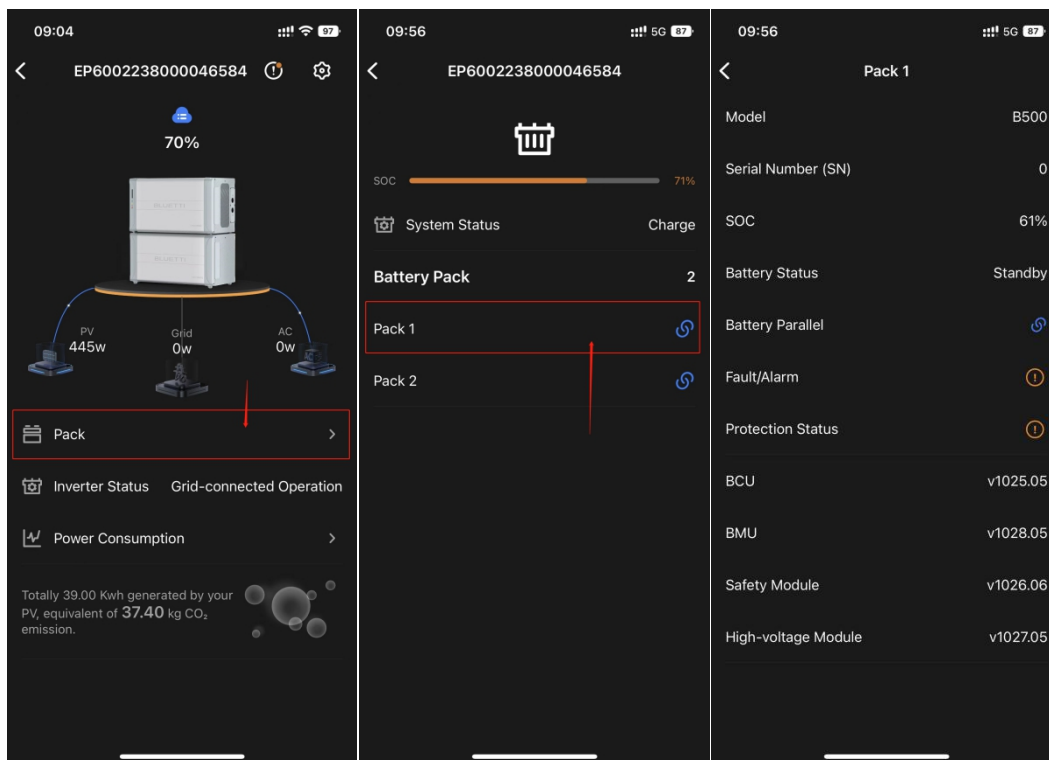 09:04
97
EP6002238000046584
70%
BLUETTI
BLUETTI
PV
445w
Grid
0w
AC
0w
Pack
Inverter Status Grid-connected Operation
Power Consumption
Totally 39.00 Kwh generated by your
PV, equivalent of 37.40 kg CO₂
emission.
09:56
5G 87
EP6002238000046584
SOC 71%
System Status Charge
Battery Pack 2
Pack 1
Pack 2
09:56
5G 87
Pack 1
Model B500
Serial Number (SN) 0
SOC 61%
Battery Status Standby
Battery Parallel
Fault/Alarm
Protection Status
BCU v1025.05
BMU v1028.05
Safety Module v1026.06
High-voltage Module v1027.05